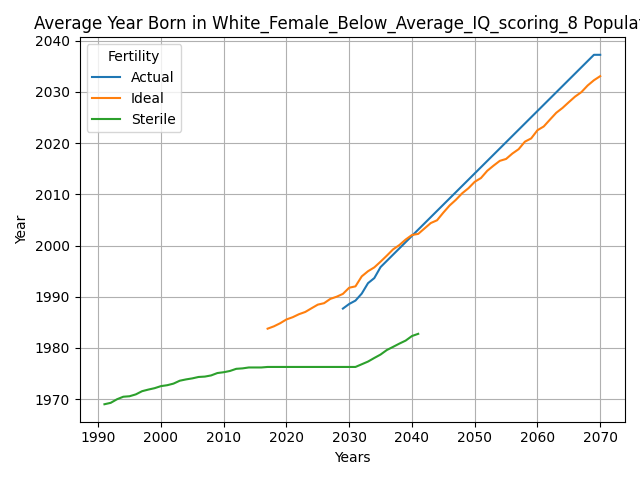 Average Year Born in White_Female_Below_Average_IQ_scoring_8 Populat
2040
2030
2020
2010
2000
1990
1980
1970
Year
Fertility
Actual
Ideal
Sterile
1990 2000 2010 2020 2030 2040 2050 2060 2070
Years